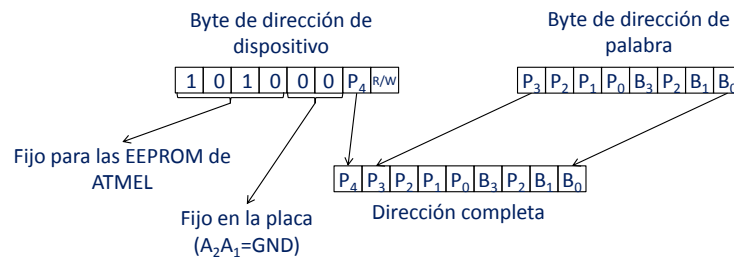 Byte de dirección de
dispositivo
Byte de dirección de
palabra
1 0 1 0 0 0 P4 R/W
P3 P2 P1 P0 B3 P2 B1 B0
Fijo para las EEPROM de
ATMEL
P4 P3 P2 P1 P0 B3 P2 B1 B0
Dirección completa
Fijo en la placa
(A2A1=GND)